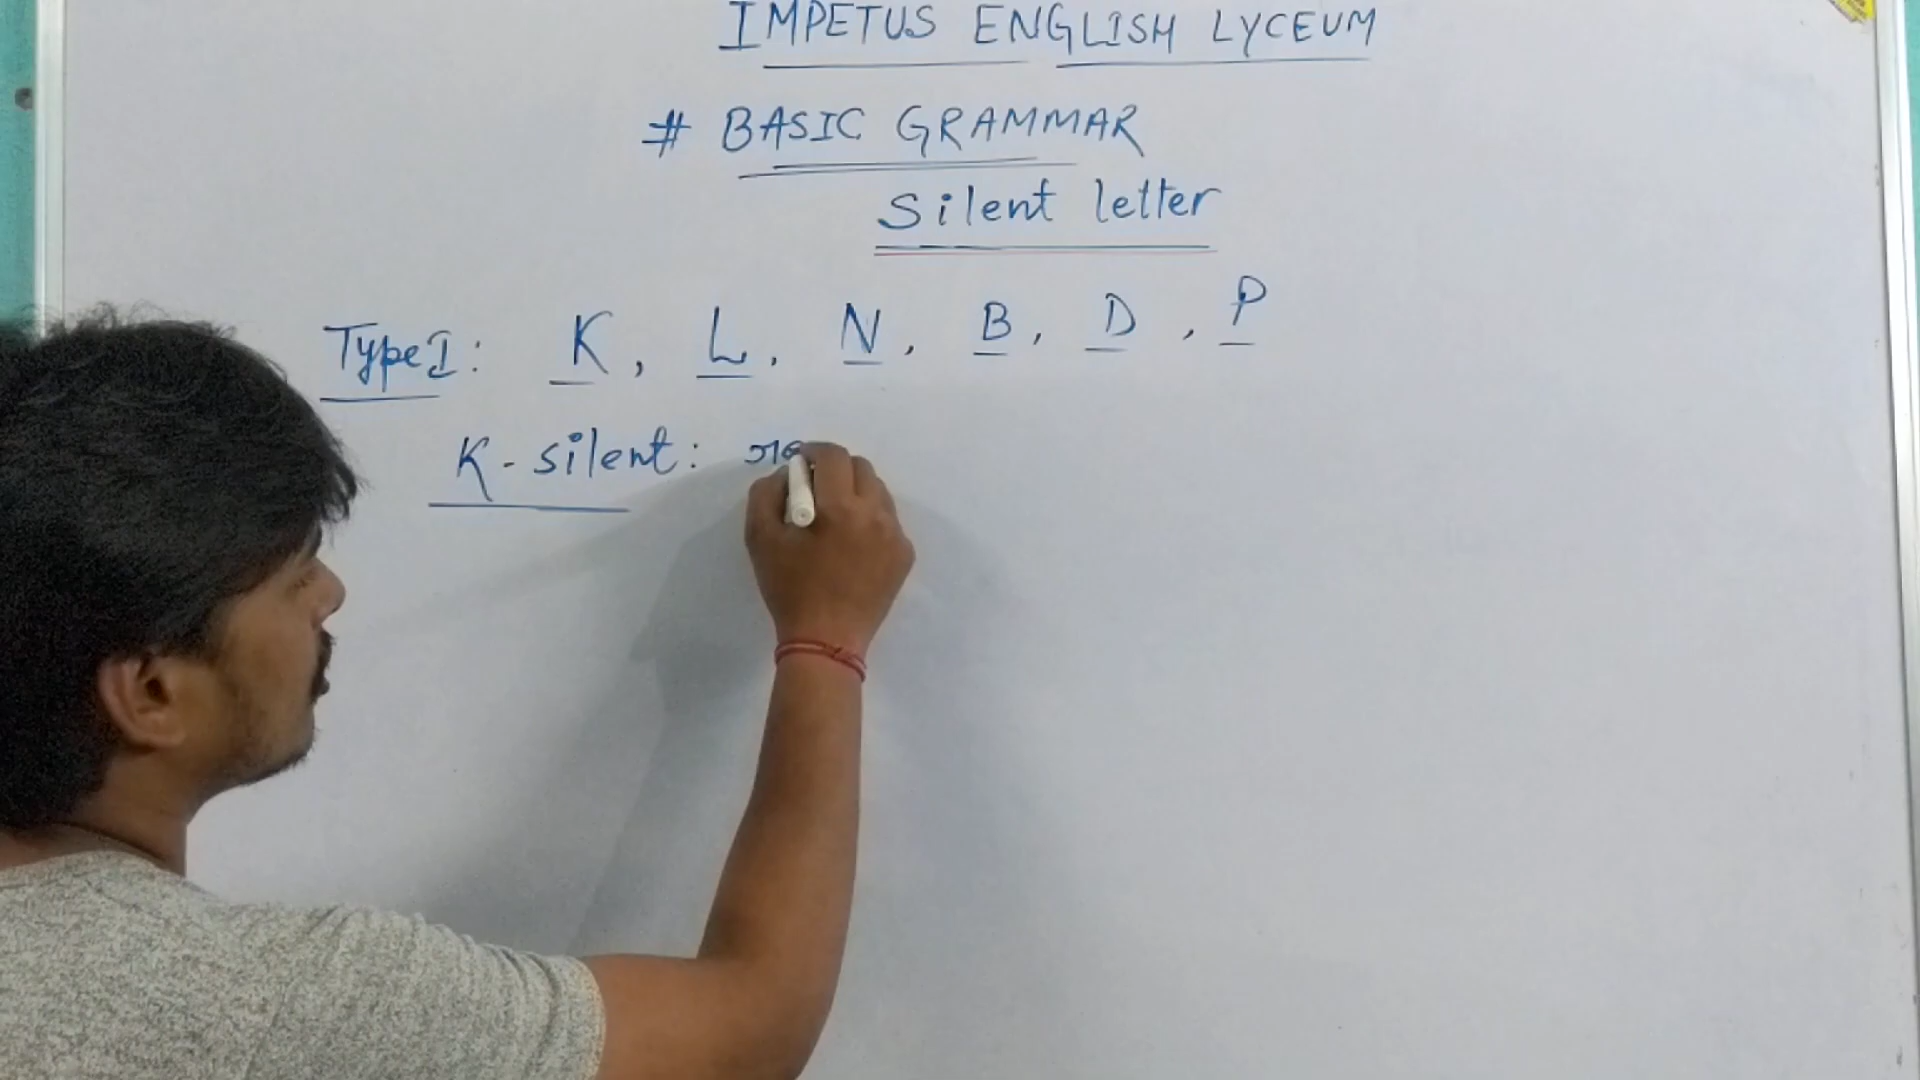 IMPETUS ENGLISH LYCEUM
# BASIC GRAMMAR
Silent letter
Type I: K, L, N, B, D, P
K - silent: